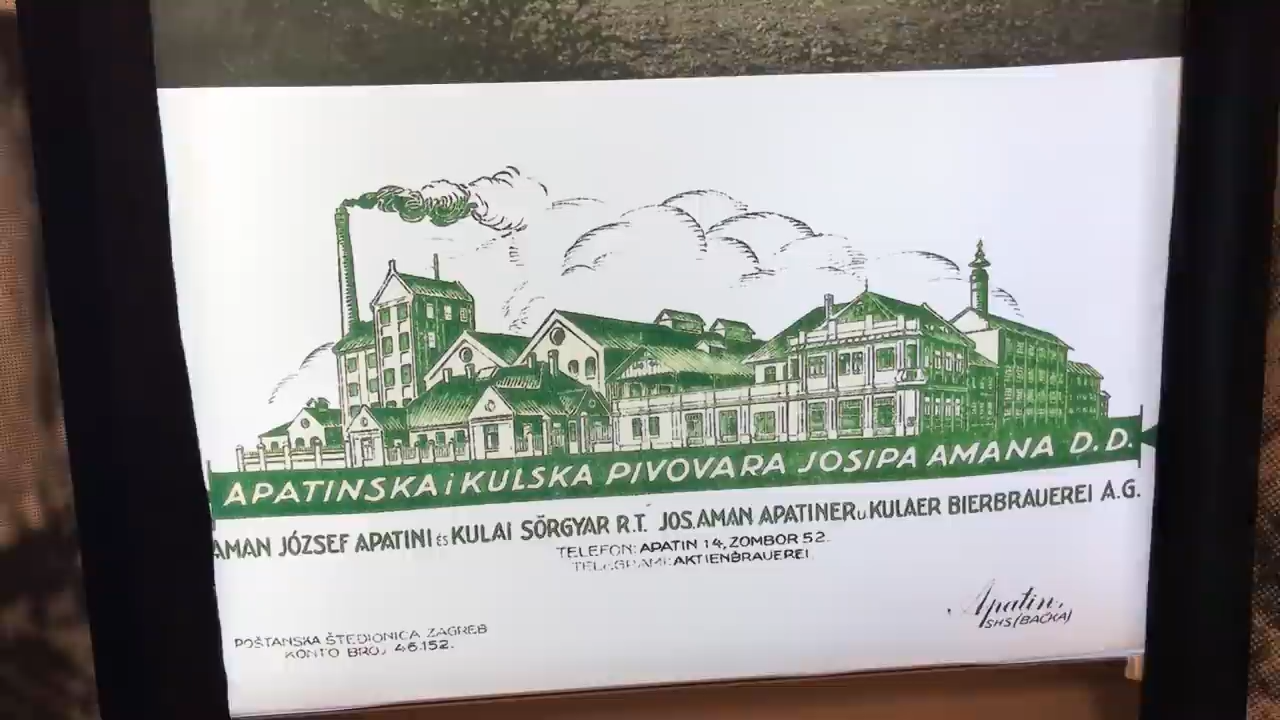 APATINSKA i KULSKA PIVOVARA JOSIPA AMANA D.D.
AMAN JÓZSEF APATINI és KULAI SÖRGYAR R.T. JOS. AMAN APATINER u KULAER BIERBRAUEREI A.G.
TELEFON: APATIN 14, ZOMBOR 52.
TELEGRAMI: AKTIENBRAUEREI
Apatin,
SHS (BAČKA)
POŠTANSKA ŠTEDIONICA ZAGREB
KONTO BROJ 46.152.